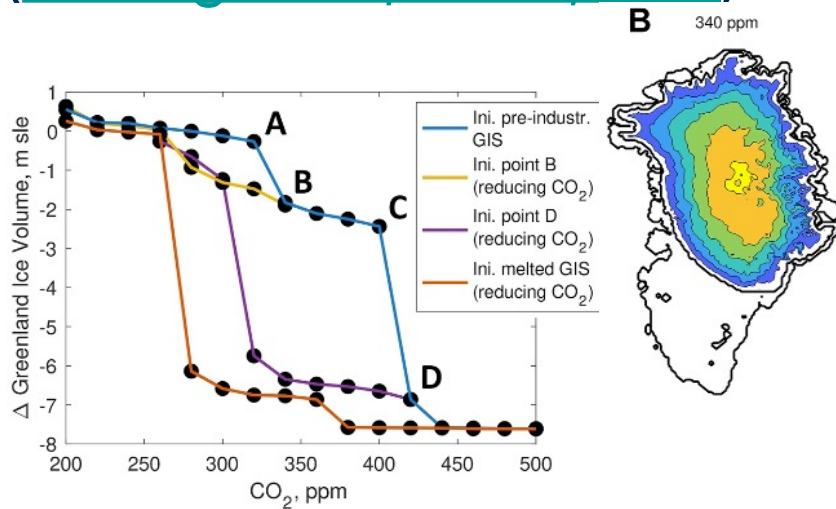 B
340 ppm
1
0
-1
-2
-3
-4
-5
-6
-7
-8
200
250
300
350
400
450
500
Δ Greenland Ice Volume, m sle
CO2, ppm
A
B
C
D
Ini. pre-industr.
GIS
Ini. point B
(reducing CO2)
Ini. point D
(reducing CO2)
Ini. melted GIS
(reducing CO2)